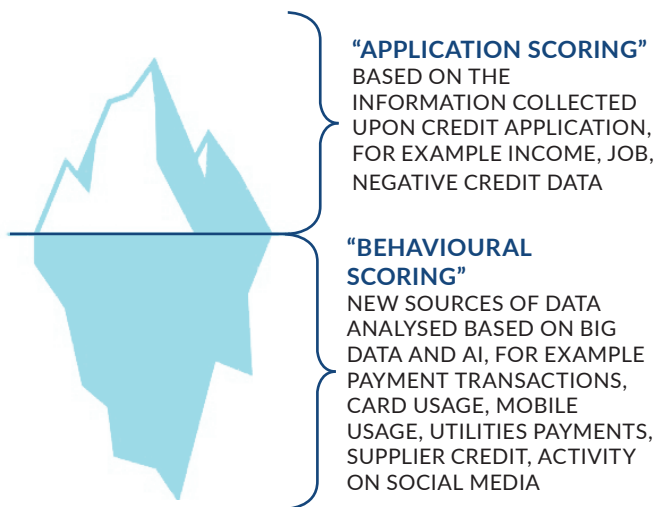 “APPLICATION SCORING”
BASED ON THE
INFORMATION COLLECTED
UPON CREDIT APPLICATION,
FOR EXAMPLE INCOME, JOB,
NEGATIVE CREDIT DATA
“BEHAVIOURAL
SCORING”
NEW SOURCES OF DATA
ANALYSED BASED ON BIG
DATA AND AI, FOR EXAMPLE
PAYMENT TRANSACTIONS,
CARD USAGE, MOBILE
USAGE, UTILITIES PAYMENTS,
SUPPLIER CREDIT, ACTIVITY
ON SOCIAL MEDIA